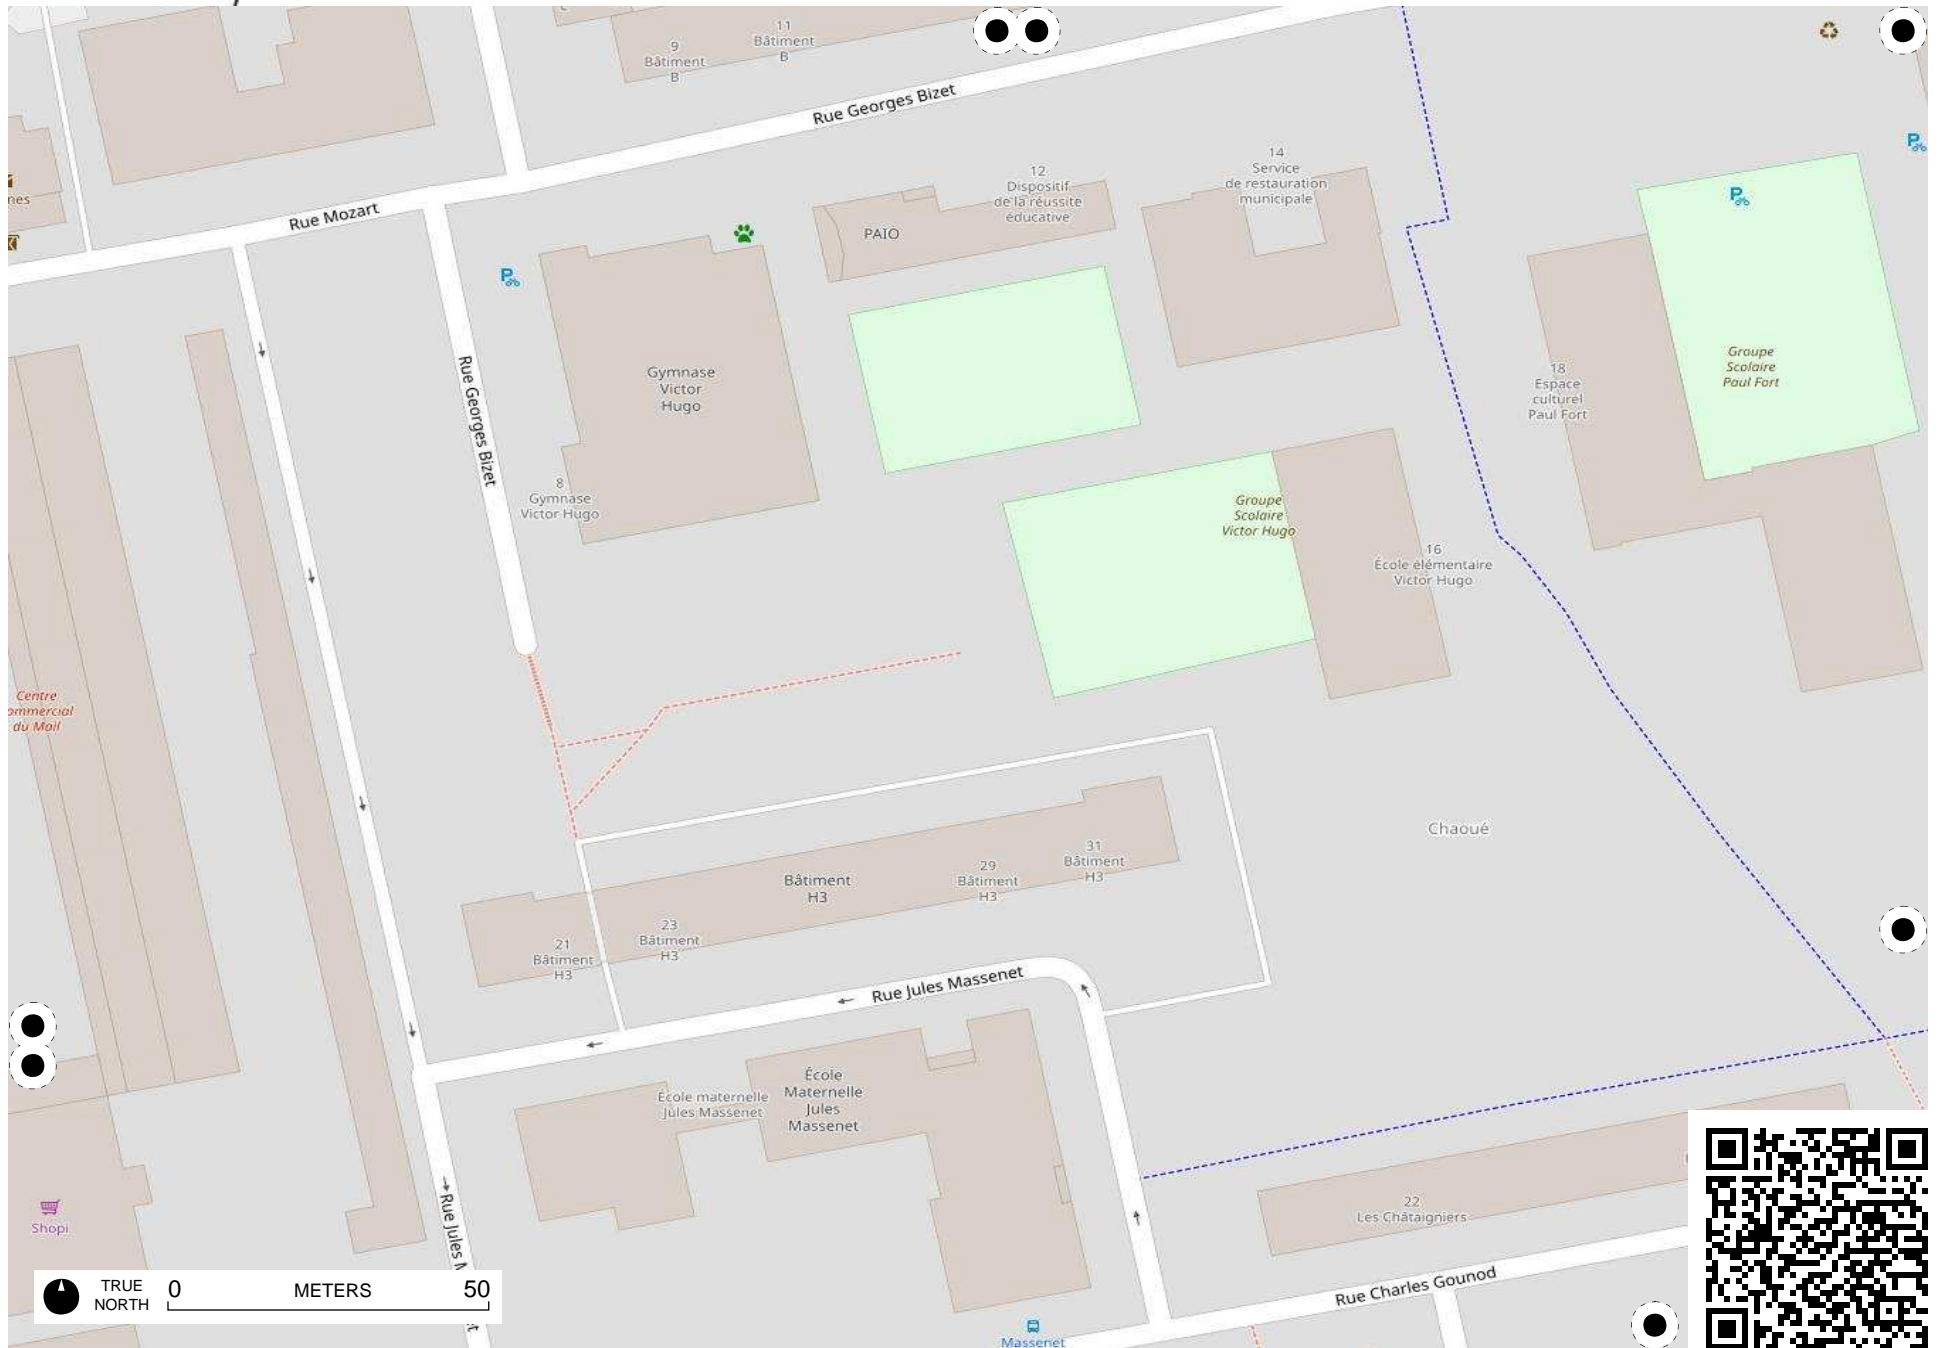 9
Bâtiment
B
11
Bâtiment
B
Rue Georges Bizet
14
Service
de restauration
municipale
12
Dispositif
de la réussite
éducative
PAIO
Rue Mozart
Gymnase
Victor
Hugo
Rue Georges Bizet
8
Gymnase
Victor Hugo
Groupe
Scolaire
Paul Fort
18
Espace
culturel
Paul Fort
Groupe
Scolaire
Victor Hugo
16
École élémentaire
Victor Hugo
Centre
ommercial
du Mail
Chaoué
Bâtiment
H3
31
Bâtiment
H3
29
Bâtiment
H3
23
Bâtiment
H3
21
Bâtiment
H3
Rue Jules Massenet
École maternelle
Jules Massenet
École
Maternelle
Jules
Massenet
Rue Jules
Shopi
22
Les Châtaigniers
Rue Charles Gounod
Massenet
TRUE
NORTH
0 METERS 50